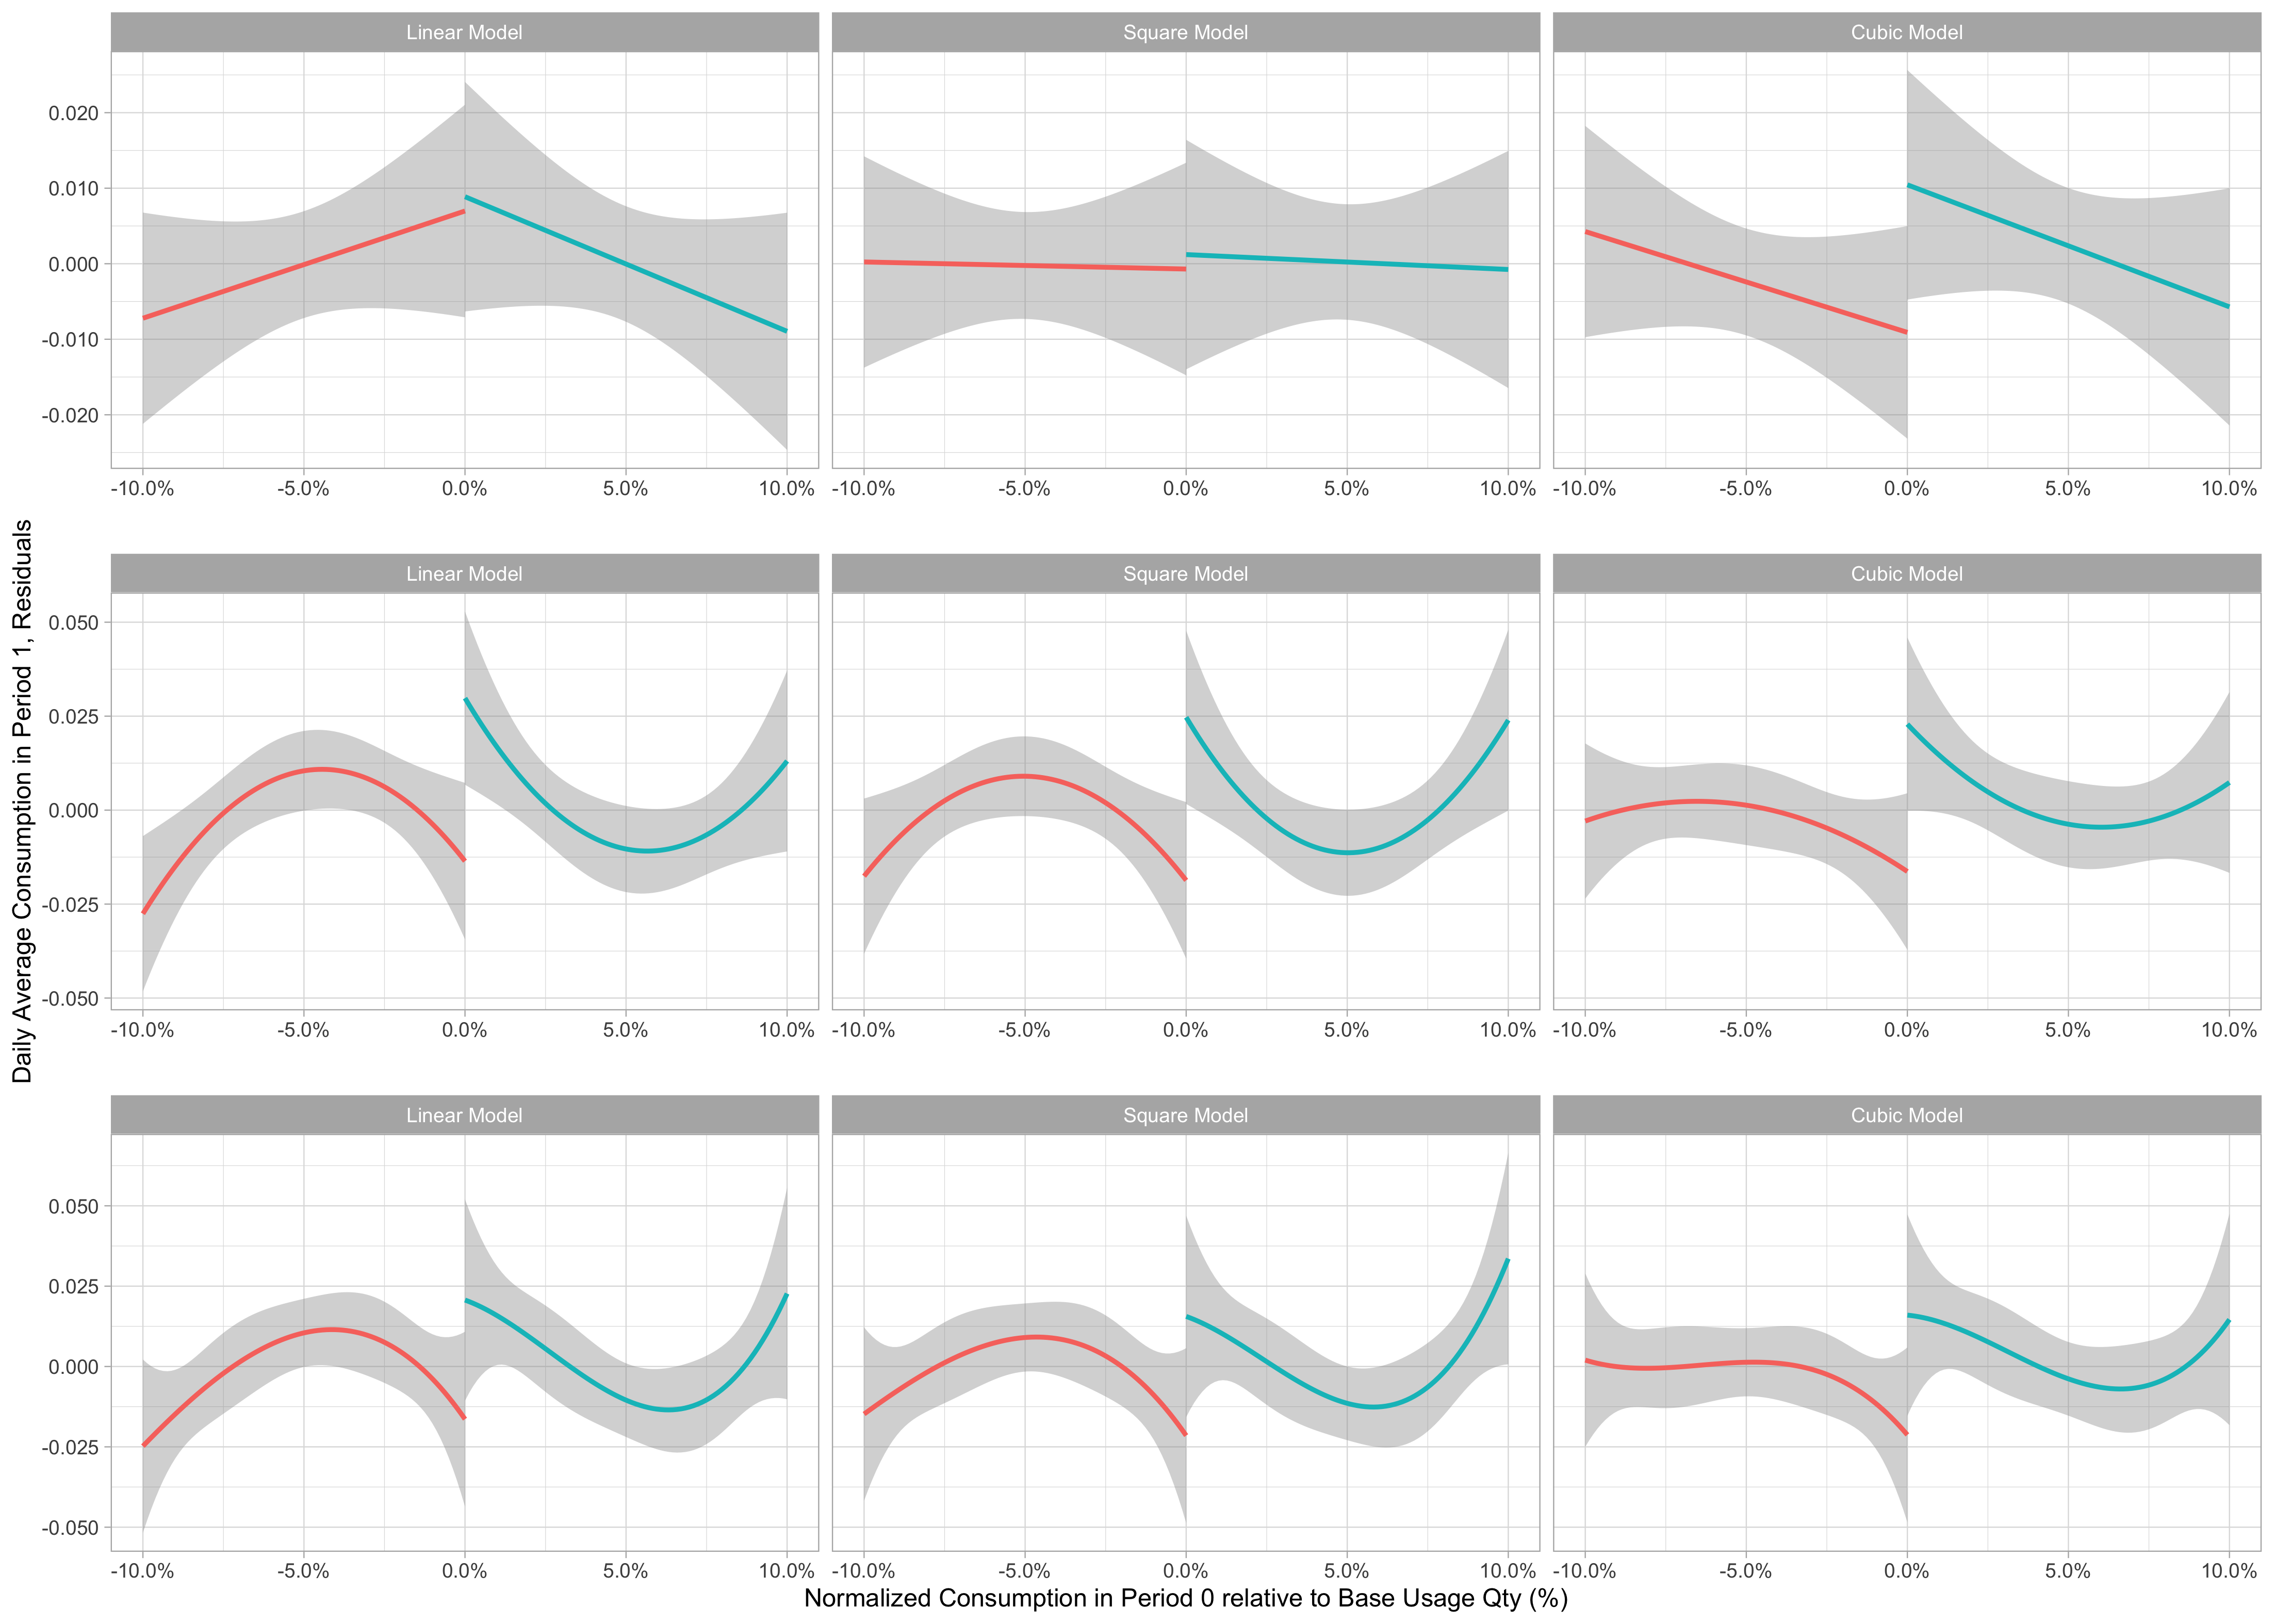 Linear Model Square Model Cubic Model
0.020
0.010
0.000
-0.010
-0.020
-10.0% -5.0% 0.0% 5.0% 10.0% -10.0% -5.0% 0.0% 5.0% 10.0% -10.0% -5.0% 0.0% 5.0% 10.0%
Daily Average Consumption in Period 1, Residuals
Linear Model Square Model Cubic Model
0.050
0.025
0.000
-0.025
-0.050
-10.0% -5.0% 0.0% 5.0% 10.0% -10.0% -5.0% 0.0% 5.0% 10.0% -10.0% -5.0% 0.0% 5.0% 10.0%
Linear Model Square Model Cubic Model
0.050
0.025
0.000
-0.025
-0.050
-10.0% -5.0% 0.0% 5.0% 10.0% -10.0% -5.0% 0.0% 5.0% 10.0% -10.0% -5.0% 0.0% 5.0% 10.0%
Normalized Consumption in Period 0 relative to Base Usage Qty (%)